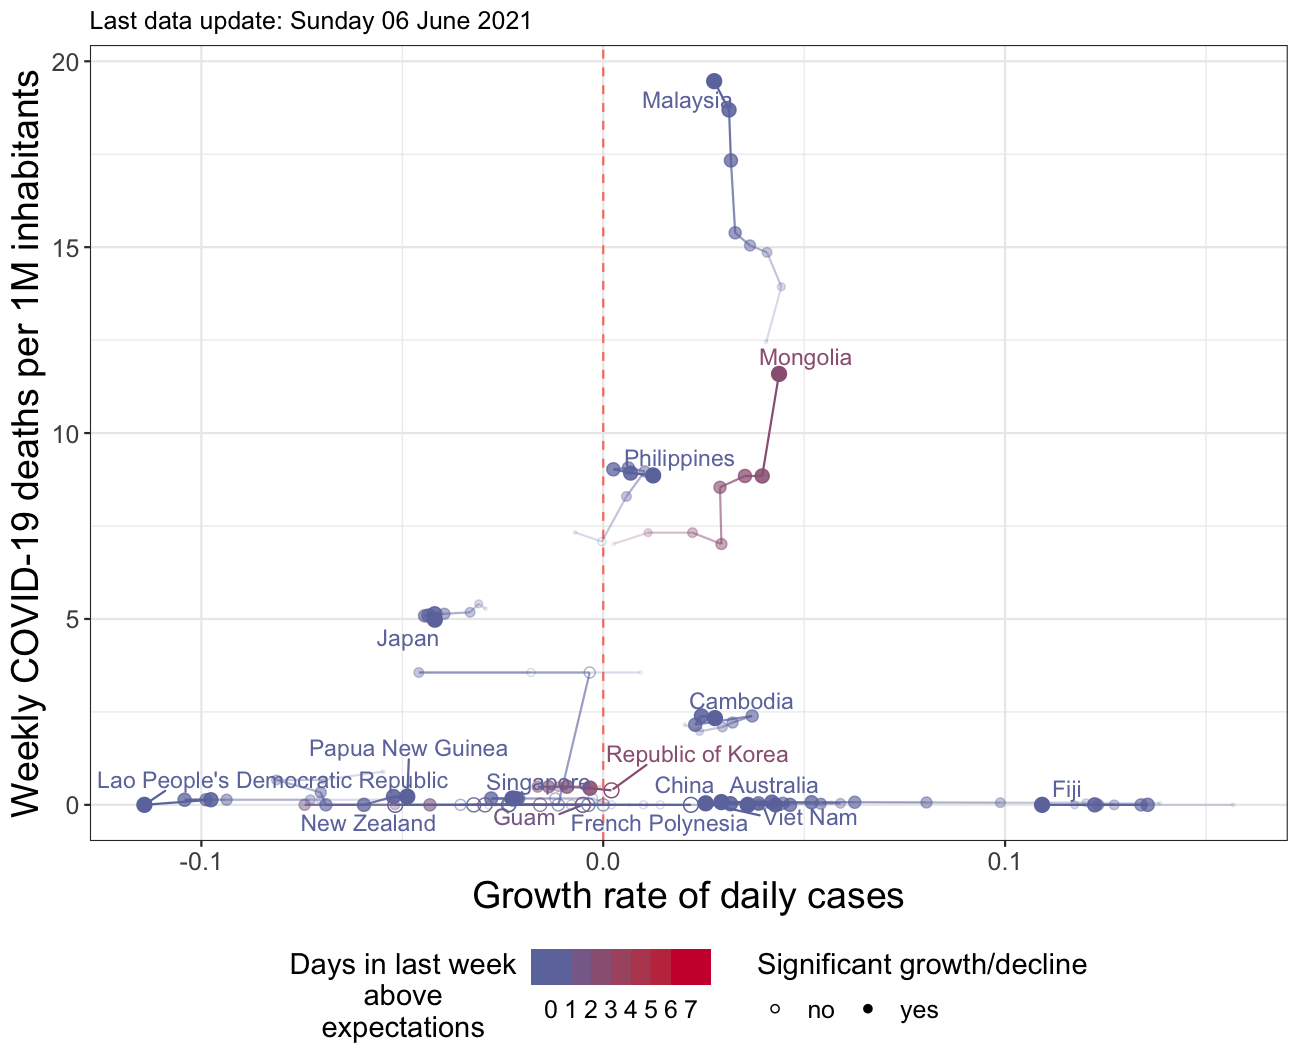 Last data update: Sunday 06 June 2021
Weekly COVID-19 deaths per 1M inhabitants
20
15
10
5
0
Malaysia
Mongolia
Philippines
Japan
Cambodia
Papua New Guinea
Republic of Korea
Lao People's Democratic Republic
Singapore
China
Australia
Fiji
New Zealand
Guam
French Polynesia
Viet Nam
-0.1
0.0
0.1
Growth rate of daily cases
Days in last week
above
expectations
0 1 2 3 4 5 6 7
Significant growth/decline
no
yes